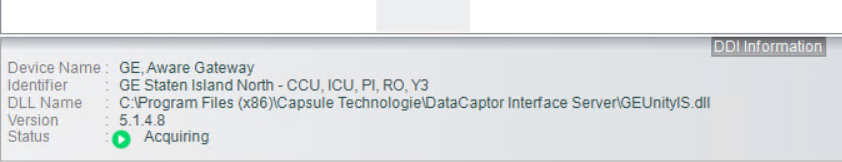 DDI Information
Device Name : GE, Aware Gateway
Identifier : GE Staten Island North - CCU, ICU, PI, RO, Y3
DLL Name : C:\Program Files (x86)\Capsule Technologie\DataCaptor Interface Server\GEUnityIS.dll
Version : 5.1.4.8
Status : Acquiring